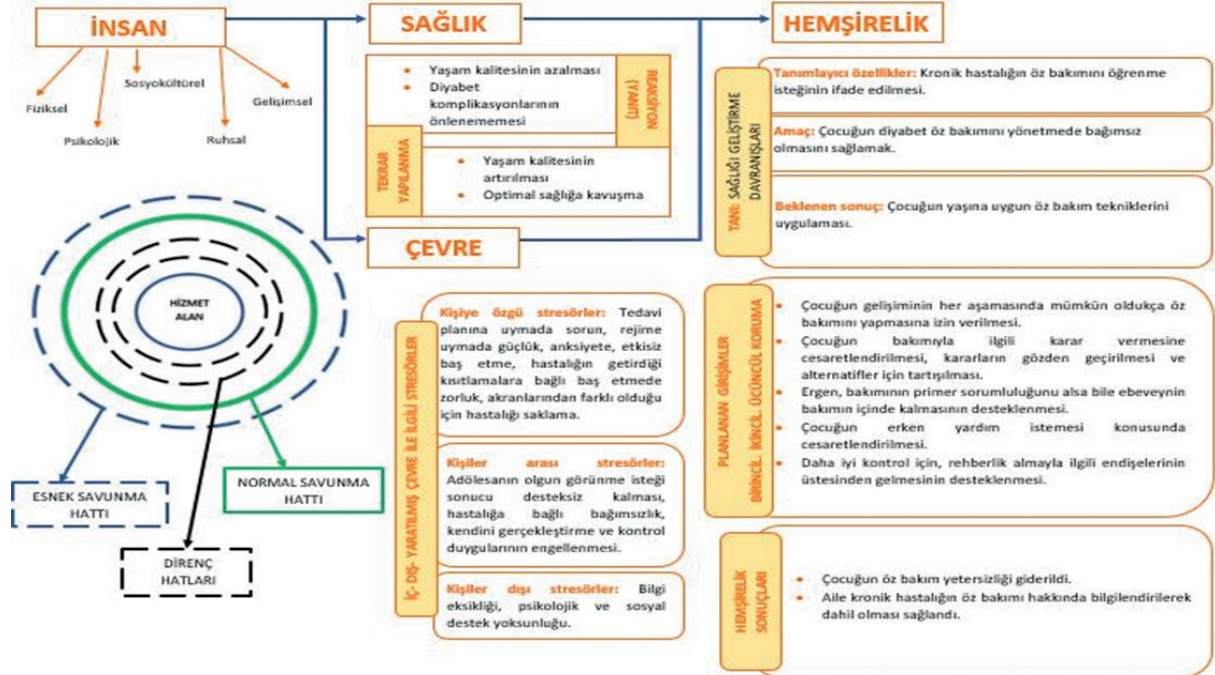 İNSAN
Fiziksel
Psikolojik
Sosyokültürel
Ruhsal
Gelişimsel
HİZMET
ALAN
ESNEK SAVUNMA
HATTI
NORMAL SAVUNMA
HATTI
DİRENÇ
HATLARI
SAĞLIK
REAKSİYON
(YANIT)
• Yaşam kalitesinin azalması
• Diyabet
komplikasyonlarının
önlenememesi
TEKRAR
YAPILANMA
• Yaşam kalitesinin
artırılması
• Optimal sağlığa kavuşma
ÇEVRE
İÇ- DIŞ- YARATILMIŞ ÇEVRE İLE İLGİLİ STRESÖRLER
Kişiye özgü stresörler: Tedavi
planına uymada sorun, rejime
uymada güçlük, anksiyete, etkisiz
baş etme, hastalığın getirdiği
kısıtlamalara bağlı baş etmede
zorluk, akranlarından farklı olduğu
için hastalığı saklama.
Kişiler arası stresörler:
Adölesanın olgun görünme isteği
sonucu desteksiz kalması,
hastalığa bağlı bağımsızlık,
kendini gerçekleştirme ve kontrol
duygularının engellenmesi.
Kişiler dışı stresörler: Bilgi
eksikliği, psikolojik ve sosyal
destek yoksunluğu.
HEMŞİRELİK
TANI: SAĞLIĞI GELİŞTİRME
DAVRANIŞLARI
Tanımlayıcı özellikler: Kronik hastalığın öz bakımını öğrenme
isteğinin ifade edilmesi.
Amaç: Çocuğun diyabet öz bakımını yönetmede bağımsız
olmasını sağlamak.
Beklenen sonuç: Çocuğun yaşına uygun öz bakım tekniklerini
uygulaması.
PLANLANAN GİRİŞİMLER
BİRİNCİL. İKİNCİL. ÜÇÜNCÜL KORUMA
• Çocuğun gelişiminin her aşamasında mümkün oldukça öz
bakımını yapmasına izin verilmesi.
• Çocuğun bakımıyla ilgili karar vermesine
cesaretlendirilmesi, kararların gözden geçirilmesi ve
alternatifler için tartışılması.
• Ergen, bakımının primer sorumluluğunu alsa bile ebeveynin
bakımın içinde kalmasının desteklenmesi.
• Çocuğun erken yardım istemesi konusunda
cesaretlendirilmesi.
• Daha iyi kontrol için, rehberlik almayla ilgili endişelerinin
üstesinden gelmesinin desteklenmesi.
HEMŞİRELİK
SONUÇLARI
• Çocuğun öz bakım yetersizliği giderildi.
• Aile kronik hastalığın öz bakımı hakkında bilgilendirilerek
dahil olması sağlandı.